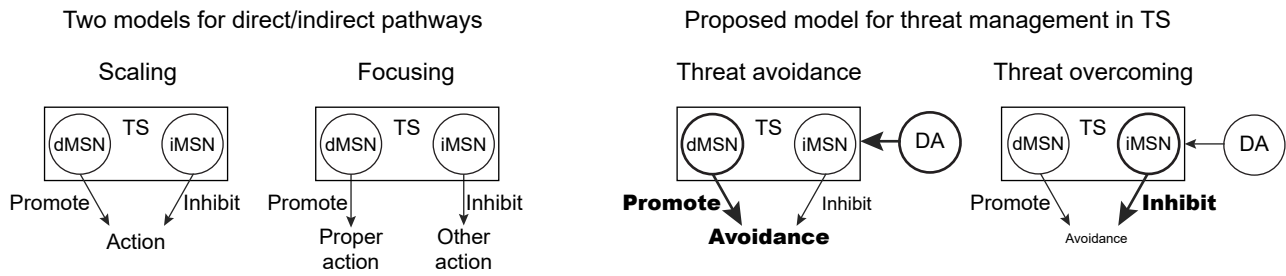 Two models for direct/indirect pathways
Scaling
TS
dMSN
iMSN
Promote
Inhibit
Action
Focusing
TS
dMSN
iMSN
Promote
Inhibit
Proper
action
Other
action
Proposed model for threat management in TS
Threat avoidance
TS
dMSN
iMSN
DA
Promote
Inhibit
Avoidance
Threat overcoming
TS
dMSN
iMSN
DA
Promote
Inhibit
Avoidance